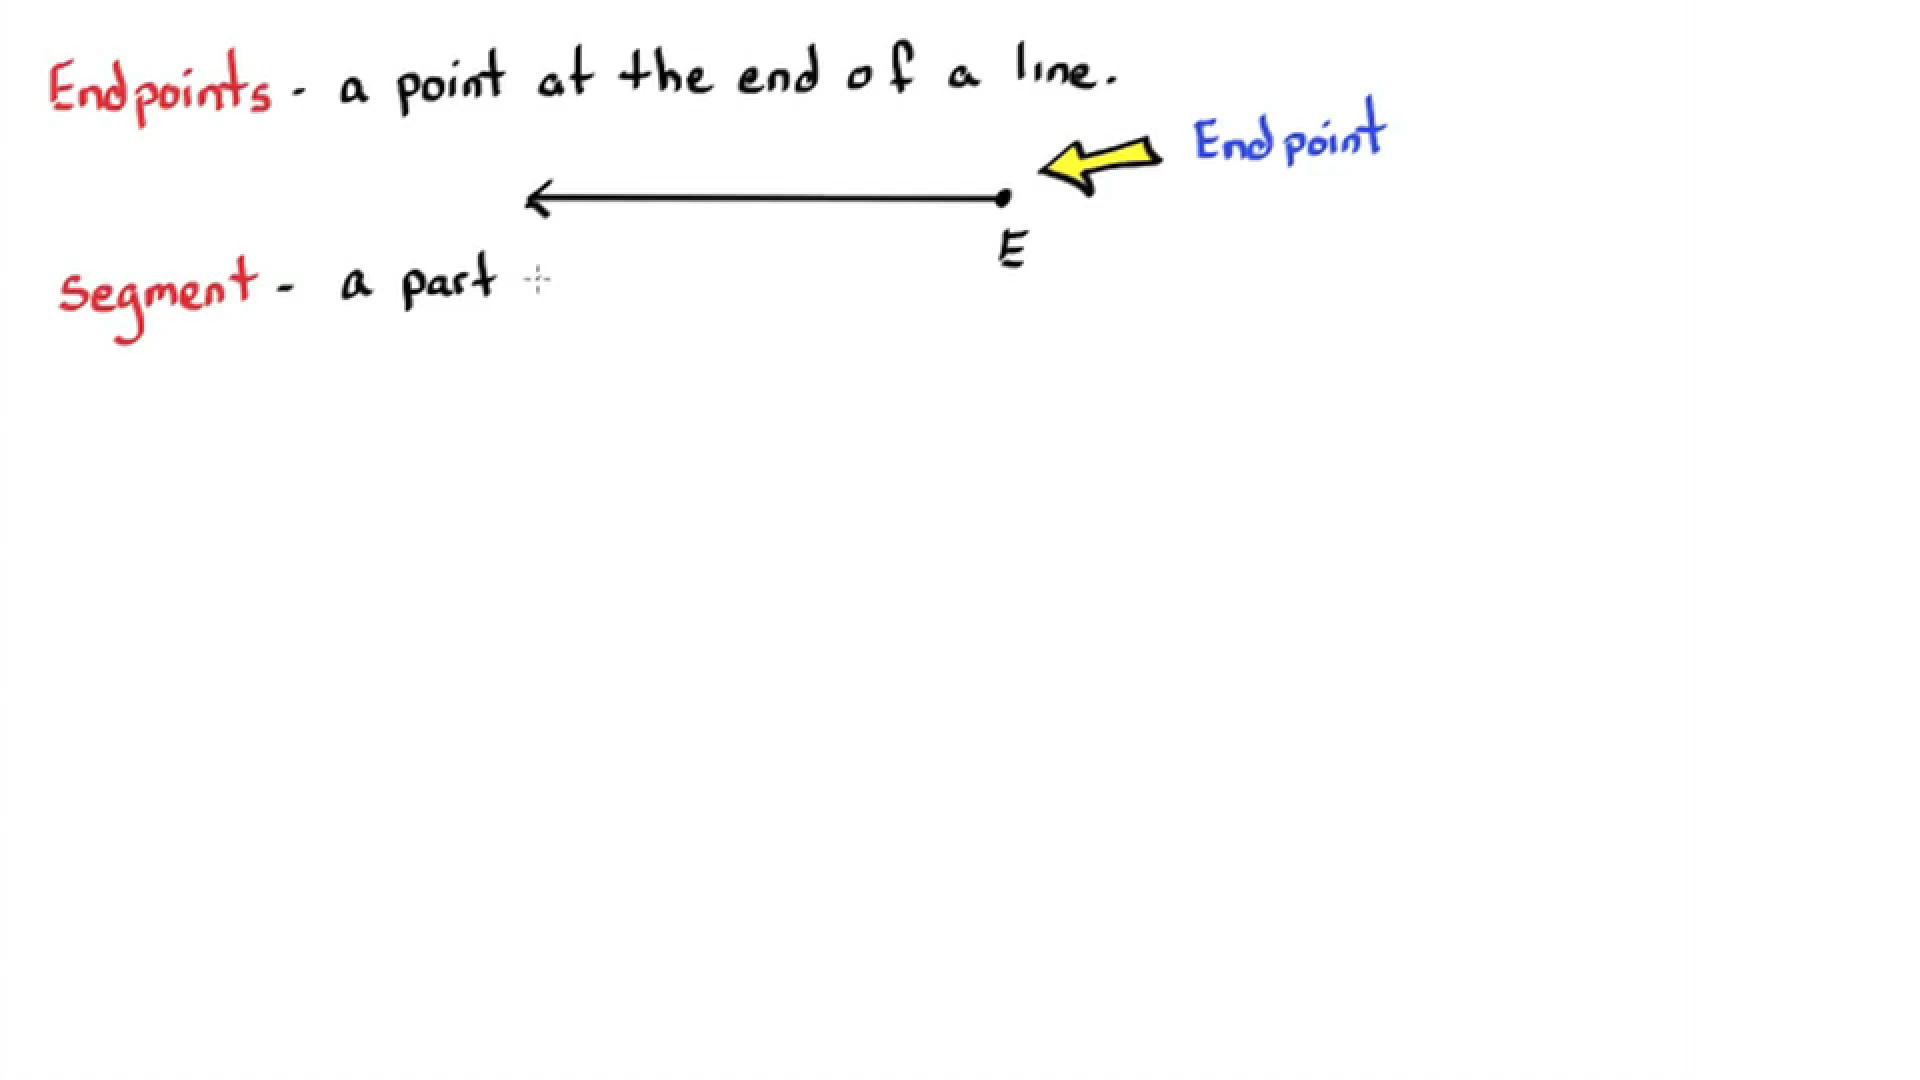 Endpoints - a point at the end of a line.
Endpoint
E
Segment - a part